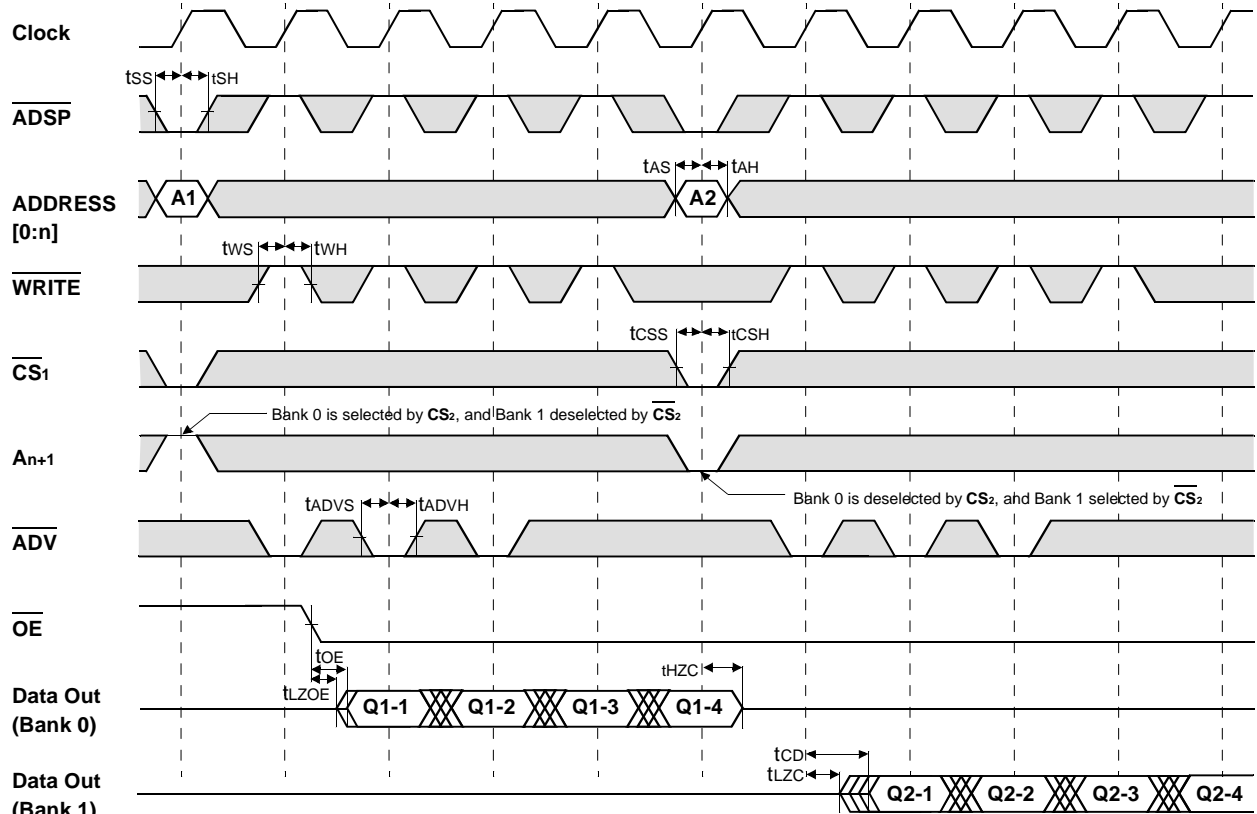 Clock
tSS tSH
ADSP
tAS tAH
ADDRESS A1 A2
[0:n]
tWS tWH
WRITE
tCSS tCSH
CS1
Bank 0 is selected by CS2, and Bank 1 deselected by CS2
An+1
Bank 0 is deselected by CS2, and Bank 1 selected by CS2
tADVS tADVH
ADV
OE
tOE
tHZC
tLZOE
Data Out Q1-1 Q1-2 Q1-3 Q1-4
(Bank 0)
tCD
tLZC
Data Out Q2-1 Q2-2 Q2-3 Q2-4
(Bank 1)